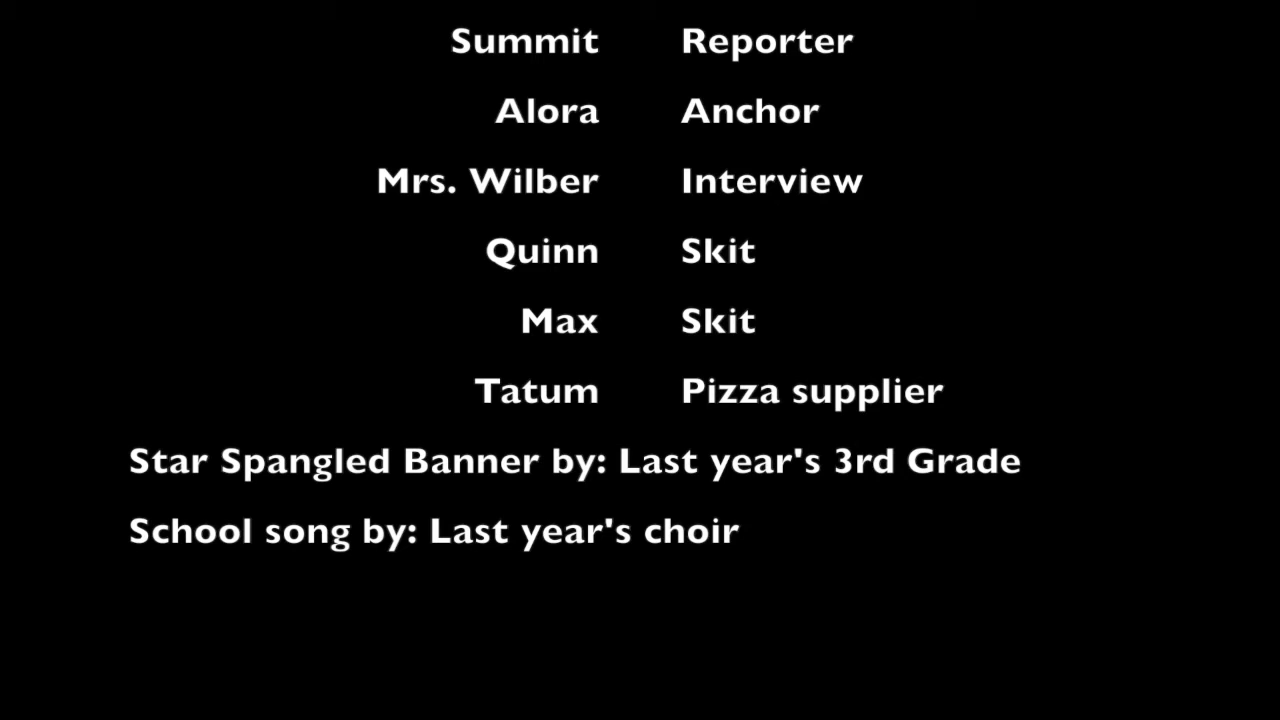 Summit Reporter
Alora Anchor
Mrs. Wilber Interview
Quinn Skit
Max Skit
Tatum Pizza supplier
Star Spangled Banner by: Last year's 3rd Grade
School song by: Last year's choir